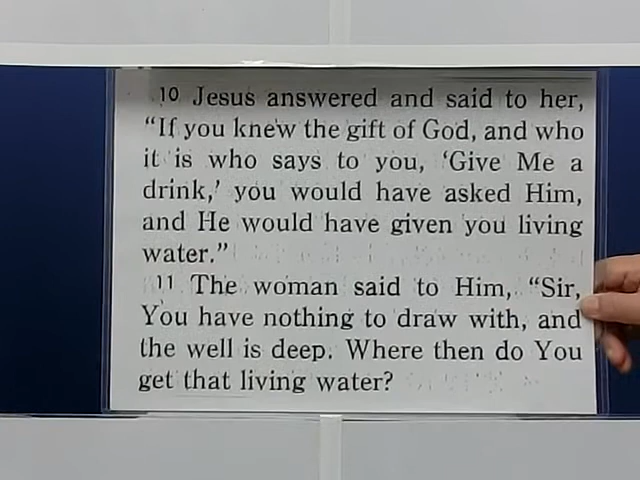 10 Jesus answered and said to her,
“If you knew the gift of God, and who
it is who says to you, ‘Give Me a
drink,’ you would have asked Him,
and He would have given you living
water.”
11 The woman said to Him, “Sir,
You have nothing to draw with, and
the well is deep. Where then do You
get that living water?